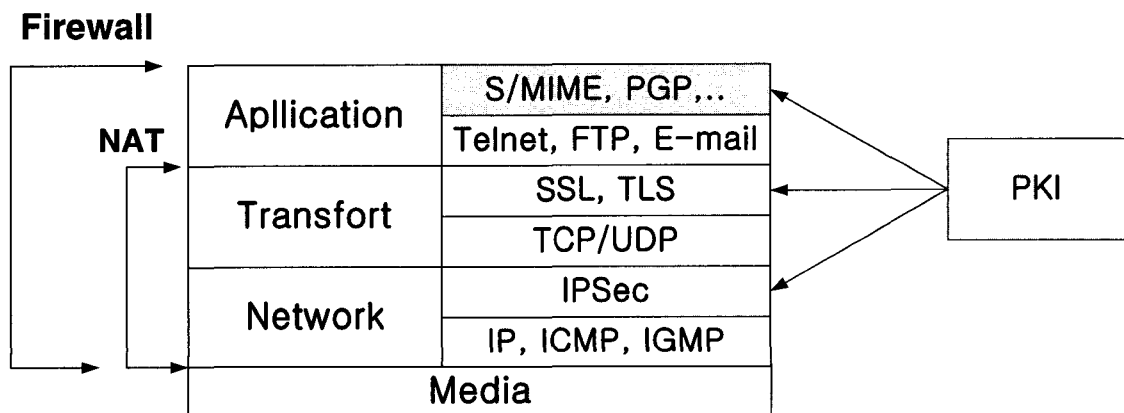 Firewall
NAT
Apllication
S/MIME, PGP,..
Telnet, FTP, E-mail
Transfort
SSL, TLS
TCP/UDP
Network
IPSec
IP, ICMP, IGMP
Media
PKI